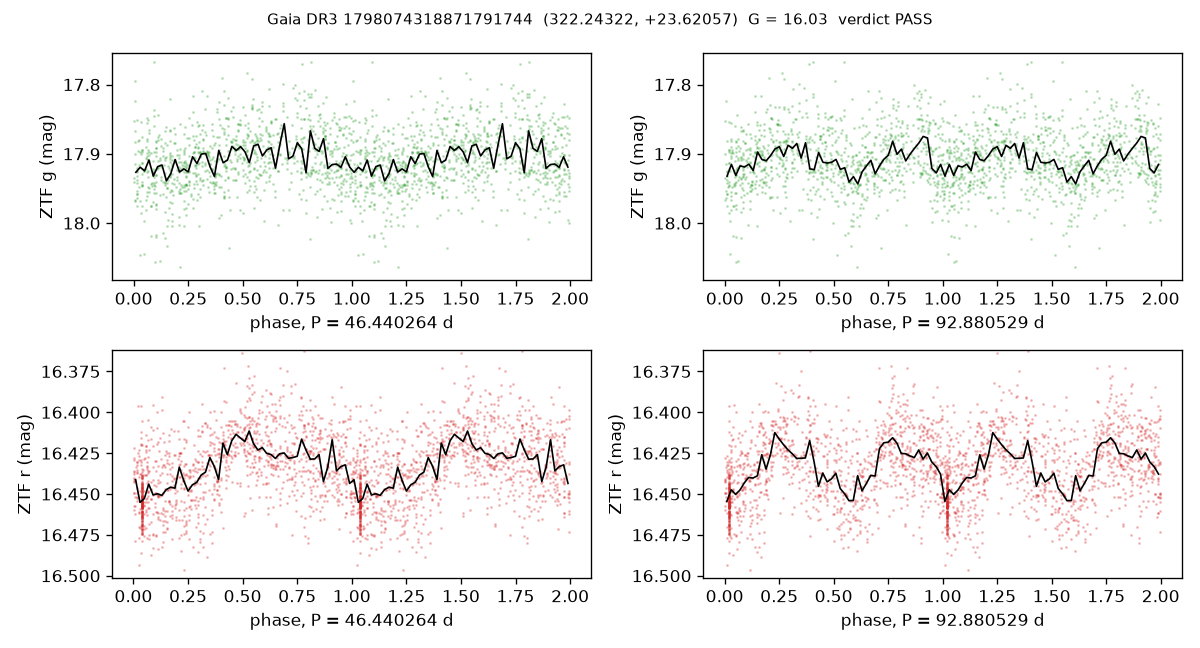 Gaia DR3 1798074318871791744 (322.24322, +23.62057) G = 16.03 verdict PASS
ZTF g (mag)
17.8
17.9
18.0
0.00 0.25 0.50 0.75 1.00 1.25 1.50 1.75 2.00
phase, P = 46.440264 d
ZTF g (mag)
17.8
17.9
18.0
0.00 0.25 0.50 0.75 1.00 1.25 1.50 1.75 2.00
phase, P = 92.880529 d
ZTF r (mag)
16.375
16.400
16.425
16.450
16.475
16.500
0.00 0.25 0.50 0.75 1.00 1.25 1.50 1.75 2.00
phase, P = 46.440264 d
ZTF r (mag)
16.375
16.400
16.425
16.450
16.475
16.500
0.00 0.25 0.50 0.75 1.00 1.25 1.50 1.75 2.00
phase, P = 92.880529 d